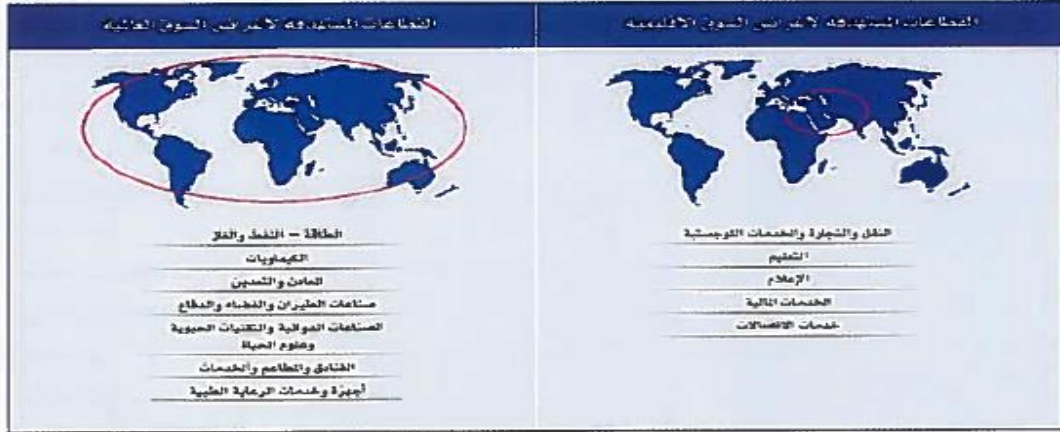 القطاعات المستهدفة لأغراض السوق الاقليمية
النقل والتجارة والخدمات اللوجستية
التعليم
الإعلام
الخدمات المالية
خدمات الاتصالات
القطاعات المستهدفة لأغراض السوق العالمية
الطاقة – النفط والغاز
الكيماويات
المعادن والتعدين
صناعات الطيران والفضاء والدفاع
الصناعات الدوائية والتقنيات الحيوية
وعلوم الحياة
الفنادق والمطاعم والخدمات
أجهزة وخدمات الرعاية الطبية